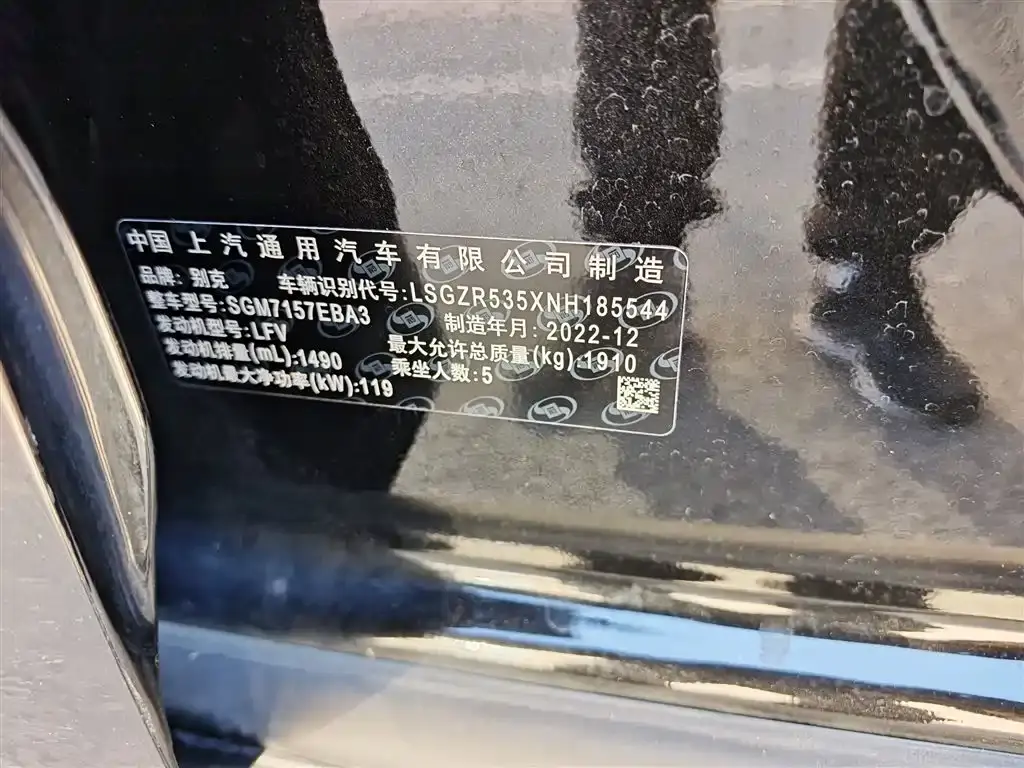 中国上汽通用汽车有限公司制造
品牌: 别克 车辆识别代号:LSGZR535XNH185544
整车型号:SGM7157EBA3 制造年月: 2022-12
发动机型号:LFV 最大允许总质量(kg):1910
发动机排量(mL):1490 乘坐人数:5
发动机最大净功率(kW):119